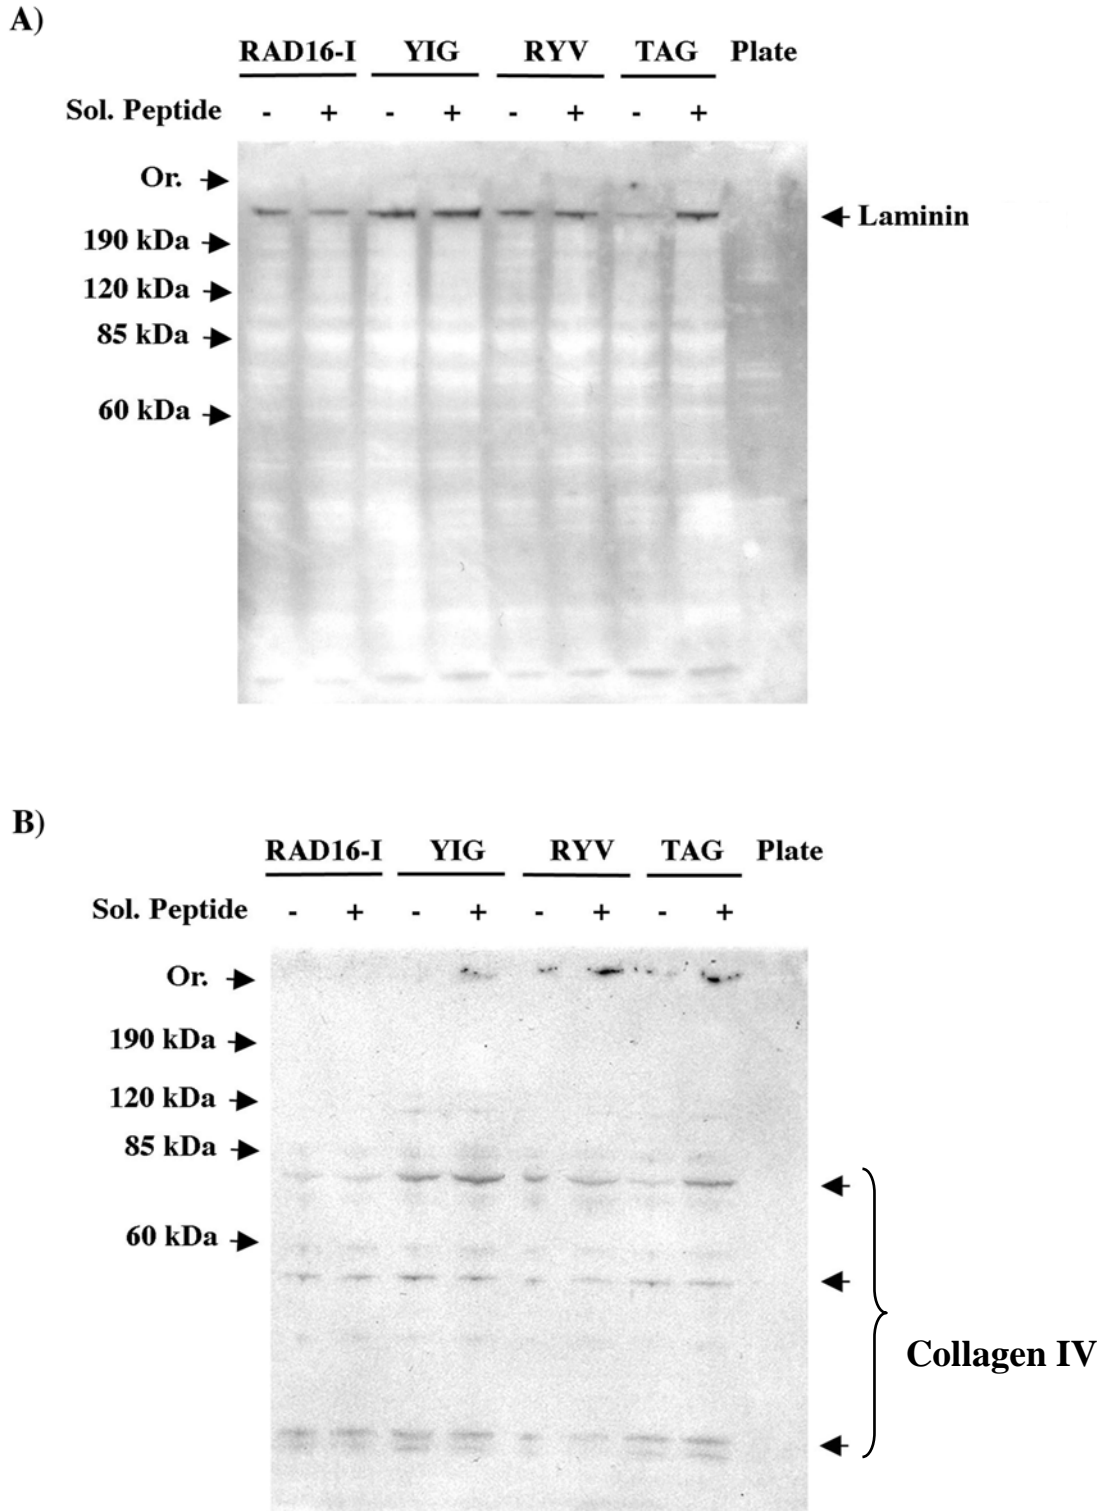 A)
RAD16-I YIG RYV TAG Plate
Sol. Peptide - + - + - + - +
Or.
Laminin
190 kDa
120 kDa
85 kDa
60 kDa
B)
RAD16-I YIG RYV TAG Plate
Sol. Peptide - + - + - + - +
Or.
190 kDa
120 kDa
85 kDa
60 kDa
Collagen IV